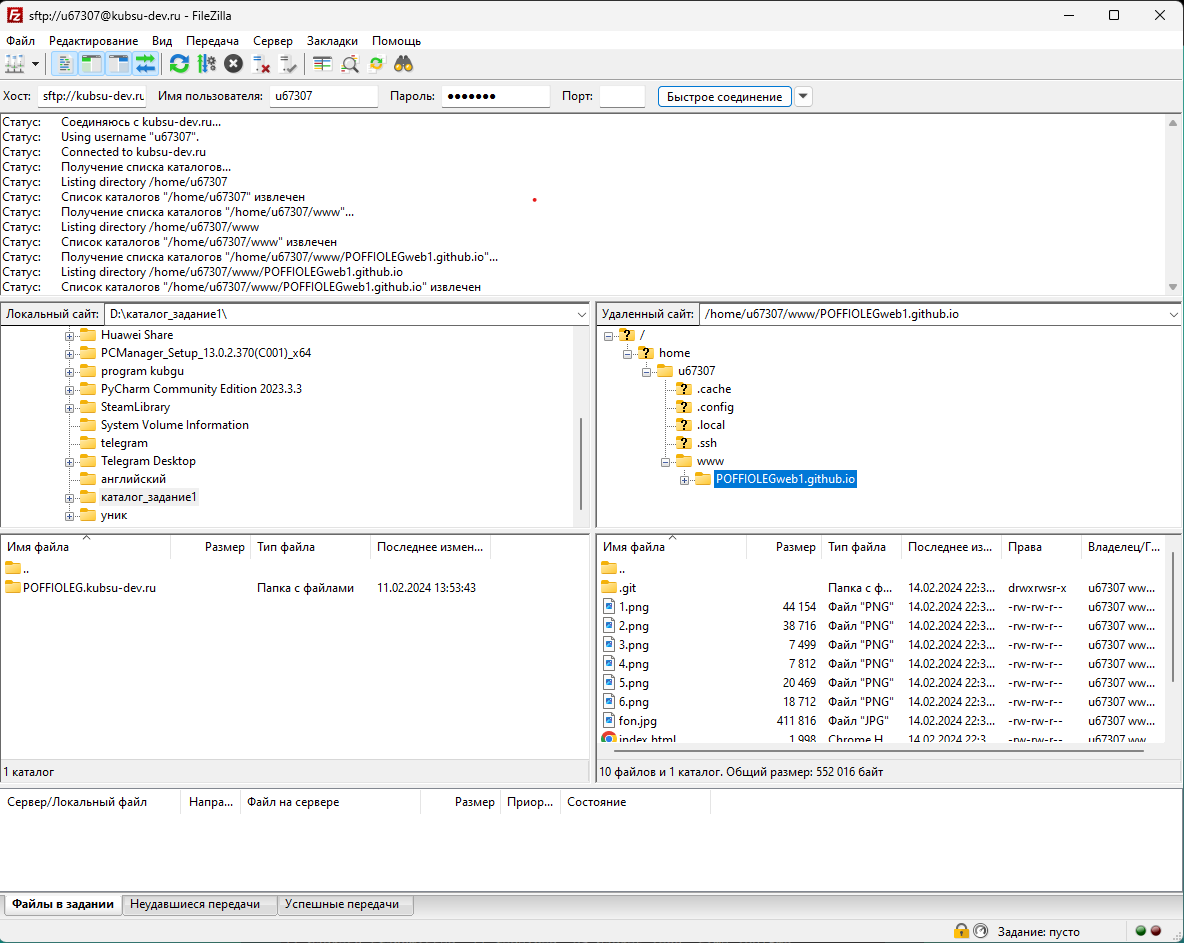 sftp://u67307@kubsu-dev.ru - FileZilla
Файл Редактирование Вид Передача Сервер Закладки Помощь
Хост: sftp://kubsu-dev.ru Имя пользователя: u67307 Пароль: ●●●●●●● Порт: Быстрое соединение
Статус: Соединяюсь с kubsu-dev.ru...
Статус: Using username "u67307".
Статус: Connected to kubsu-dev.ru
Статус: Получение списка каталогов...
Статус: Listing directory /home/u67307
Статус: Список каталогов "/home/u67307" извлечен
Статус: Получение списка каталогов "/home/u67307/www"...
Статус: Listing directory /home/u67307/www
Статус: Список каталогов "/home/u67307/www" извлечен
Статус: Получение списка каталогов "/home/u67307/www/POFFIOLEGweb1.github.io"...
Статус: Listing directory /home/u67307/www/POFFIOLEGweb1.github.io
Статус: Список каталогов "/home/u67307/www/POFFIOLEGweb1.github.io" извлечен
Локальный сайт: D:\каталог_задание1\
Huawei Share
PCManager_Setup_13.0.2.370(C001)_x64
program kubgu
PyCharm Community Edition 2023.3.3
SteamLibrary
System Volume Information
telegram
Telegram Desktop
английский
каталог_задание1
уник
Удаленный сайт: /home/u67307/www/POFFIOLEGweb1.github.io
/
home
u67307
.cache
.config
.local
.ssh
www
POFFIOLEGweb1.github.io
Имя файла Размер Тип файла Последнее измен...
..
POFFIOLEG.kubsu-dev.ru Папка с файлами 11.02.2024 13:53:43
1 каталог
Имя файла Размер Тип файла Последнее из... Права Владелец/Г...
..
.git Папка с ф... 14.02.2024 22:3... drwxrwsr-x u67307 ww...
1.png 44 154 Файл "PNG" 14.02.2024 22:3... -rw-rw-r-- u67307 ww...
2.png 38 716 Файл "PNG" 14.02.2024 22:3... -rw-rw-r-- u67307 ww...
3.png 7 499 Файл "PNG" 14.02.2024 22:3... -rw-rw-r-- u67307 ww...
4.png 7 812 Файл "PNG" 14.02.2024 22:3... -rw-rw-r-- u67307 ww...
5.png 20 469 Файл "PNG" 14.02.2024 22:3... -rw-rw-r-- u67307 ww...
6.png 18 712 Файл "PNG" 14.02.2024 22:3... -rw-rw-r-- u67307 ww...
fon.jpg 411 816 Файл "JPG" 14.02.2024 22:3... -rw-rw-r-- u67307 ww...
index.html 1 998 Chrome H... 14.02.2024 22:3... -rw-rw-r-- u67307 ww...
10 файлов и 1 каталог. Общий размер: 552 016 байт
Сервер/Локальный файл Напра... Файл на сервере Размер Приор... Состояние
Файлы в задании Неудавшиеся передачи Успешные передачи
Задание: пусто